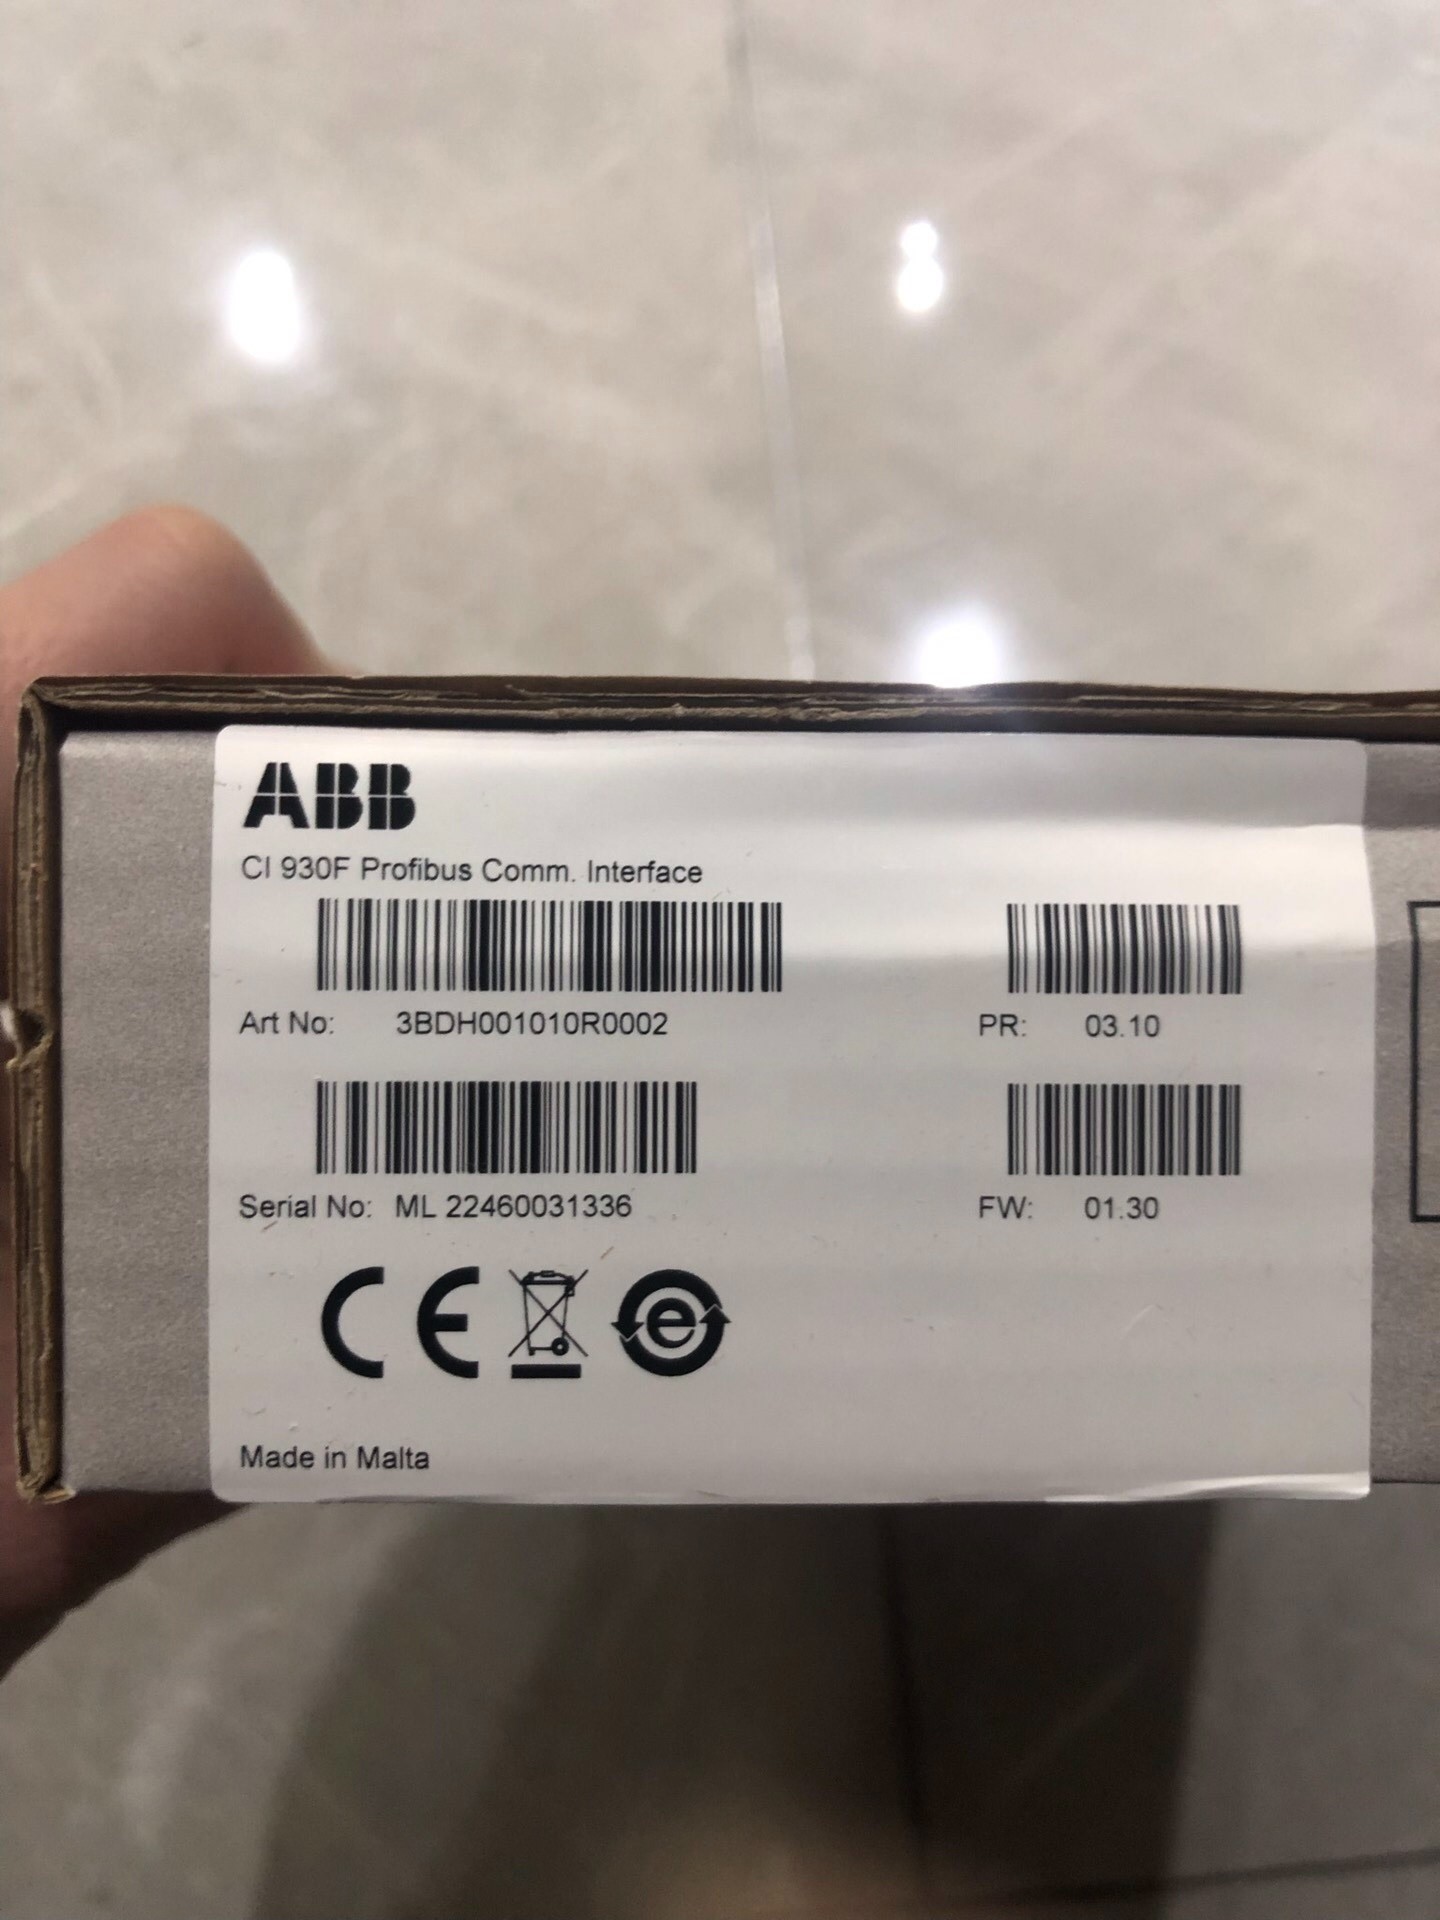 ABB
CI 930F Profibus Comm. Interface
Art No: 3BDH001010R0002
PR: 03.10
Serial No: ML 22460031336
FW: 01.30
CE
Made in Malta